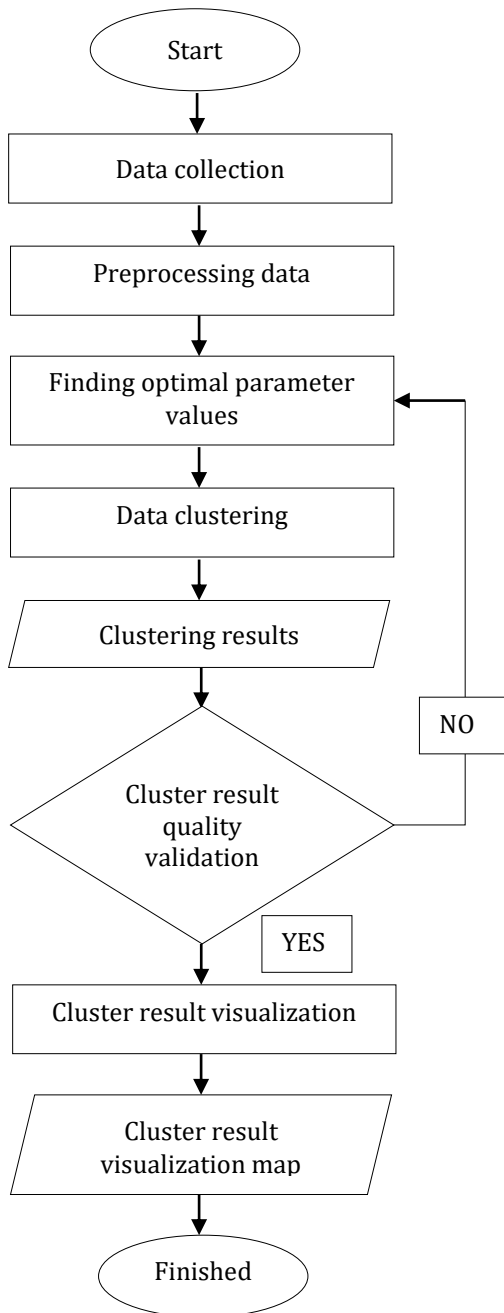 Start
Data collection
Preprocessing data
Finding optimal parameter
values
Data clustering
Clustering results
NO
Cluster result
quality
validation
YES
Cluster result visualization
Cluster result
visualization map
Finished